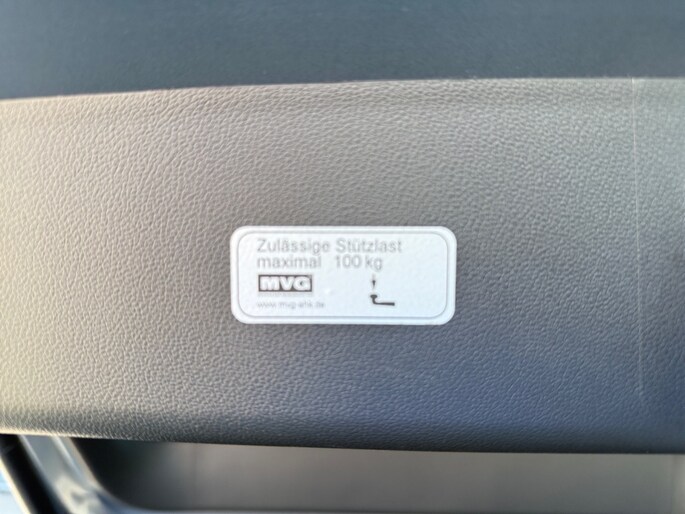 Zulässige Stützlast
maximal 100 kg
MVG
www.mvg-ahk.de